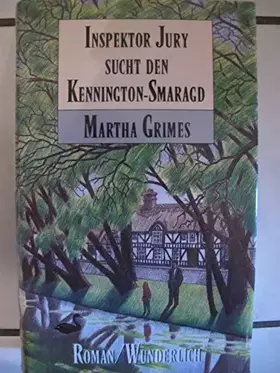 INSPEKTOR JURY
SUCHT DEN
KENNINGTON-SMARAGD
MARTHA GRIMES
ROMAN/WUNDERLICH